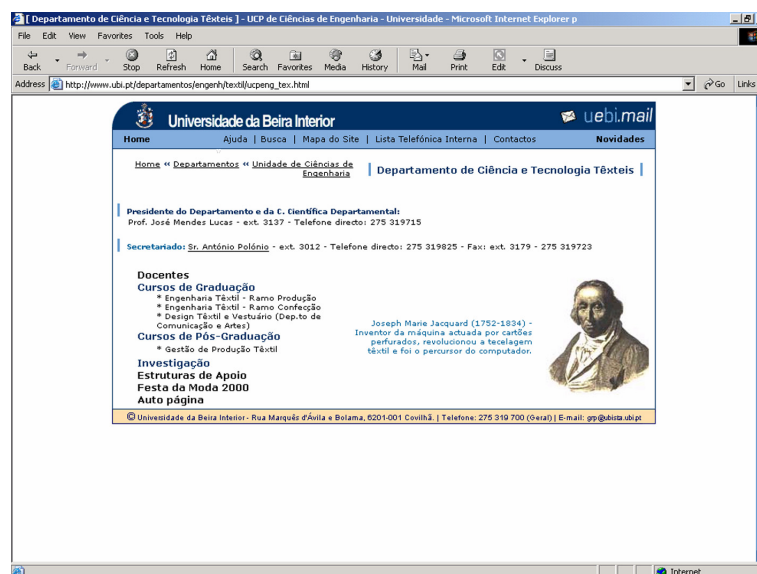 [ Departamento de Ciência e Tecnologia Têxteis ] - UCP de Ciências de Engenharia - Universidade - Microsoft Internet Explorer p
File Edit View Favorites Tools Help
Back Forward Stop Refresh Home Search Favorites Media History Mail Print Edit Discuss
Address http://www.ubi.pt/departamentos/engenh/textil/ucpeng_tex.html Go Links
Universidade da Beira Interior uebi.mail
Home Ajuda | Busca | Mapa do Site | Lista Telefónica Interna | Contactos Novidades
Home « Departamentos « Unidade de Ciências de
Engenharia
Departamento de Ciência e Tecnologia Têxteis
Presidente do Departamento e da C. Científica Departamental:
Prof. José Mendes Lucas - ext. 3137 - Telefone directo: 275 319715
Secretariado: Sr. António Polónio - ext. 3012 - Telefone directo: 275 319825 - Fax: ext. 3179 - 275 319723
Docentes
Cursos de Graduação
* Engenharia Têxtil - Ramo Produção
* Engenharia Têxtil - Ramo Confecção
* Design Têxtil e Vestuário (Dep.to de
Comunicação e Artes)
Cursos de Pós-Graduação
* Gestão de Produção Têxtil
Investigação
Estruturas de Apoio
Festa da Moda 2000
Auto página
Joseph Marie Jacquard (1752-1834) -
Inventor da máquina actuada por cartões
perfurados, revolucionou a tecelagem
têxtil e foi o percursor do computador.
© Universidade da Beira Interior - Rua Marquês d'Ávila e Bolama, 6201-001 Covilhã. | Telefone: 275 319 700 (Geral) | E-mail: grp@ubista.ubi.pt
Internet